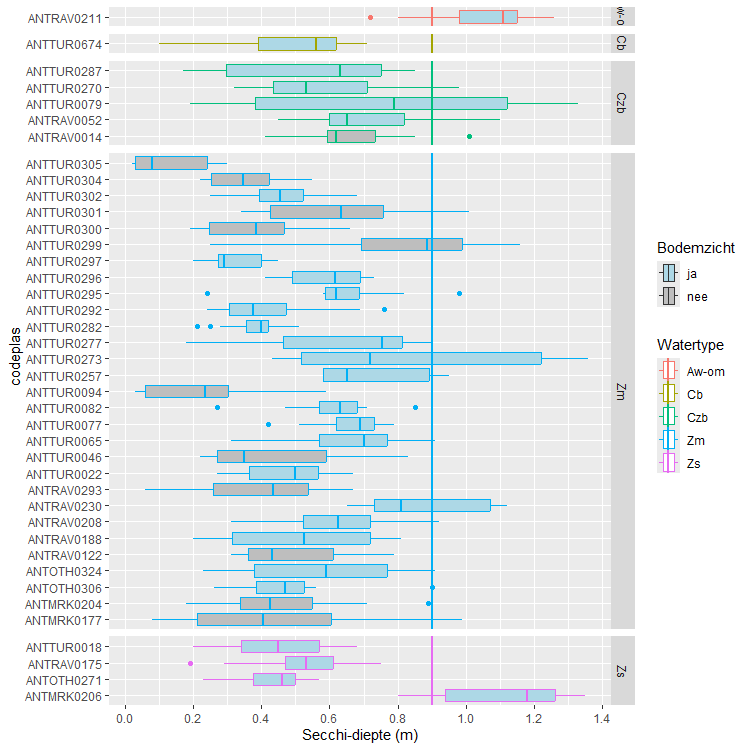 ANTRAV0211
w-o
ANTTUR0674
Cb
ANTTUR0287
ANTTUR0270
ANTTUR0079
ANTRAV0052
ANTRAV0014
Czb
ANTTUR0305
ANTTUR0304
ANTTUR0302
ANTTUR0301
ANTTUR0300
ANTTUR0299
ANTTUR0297
ANTTUR0296
ANTTUR0295
ANTTUR0292
ANTTUR0282
ANTTUR0277
ANTTUR0273
ANTTUR0257
ANTTUR0094
ANTTUR0082
ANTTUR0077
ANTTUR0065
ANTTUR0046
ANTTUR0022
ANTRAV0293
ANTRAV0230
ANTRAV0208
ANTRAV0188
ANTRAV0122
ANTOTH0324
ANTOTH0306
ANTMRK0204
ANTMRK0177
Zm
ANTTUR0018
ANTRAV0175
ANTOTH0271
ANTMRK0206
Zs
codeplas
0.0 0.2 0.4 0.6 0.8 1.0 1.2 1.4
Secchi-diepte (m)
Bodemzicht
ja
nee
Watertype
Aw-om
Cb
Czb
Zm
Zs